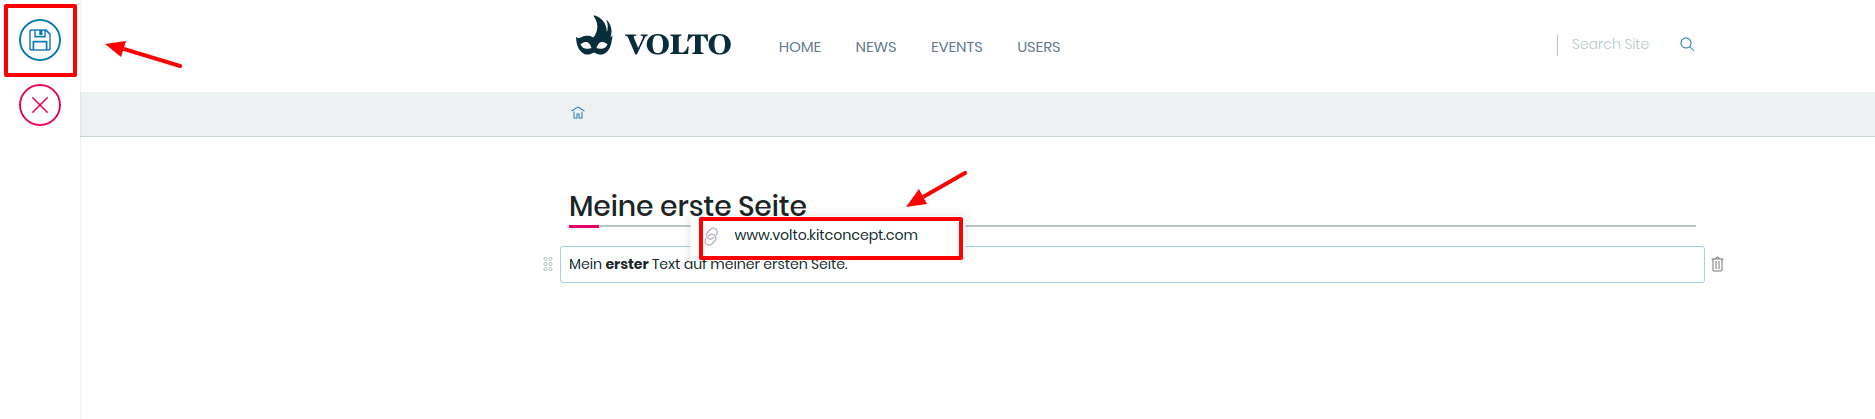 VOLTO
HOME NEWS EVENTS USERS
Search Site
Meine erste Seite
www.volto.kitconcept.com
Mein erster Text auf meiner ersten Seite.